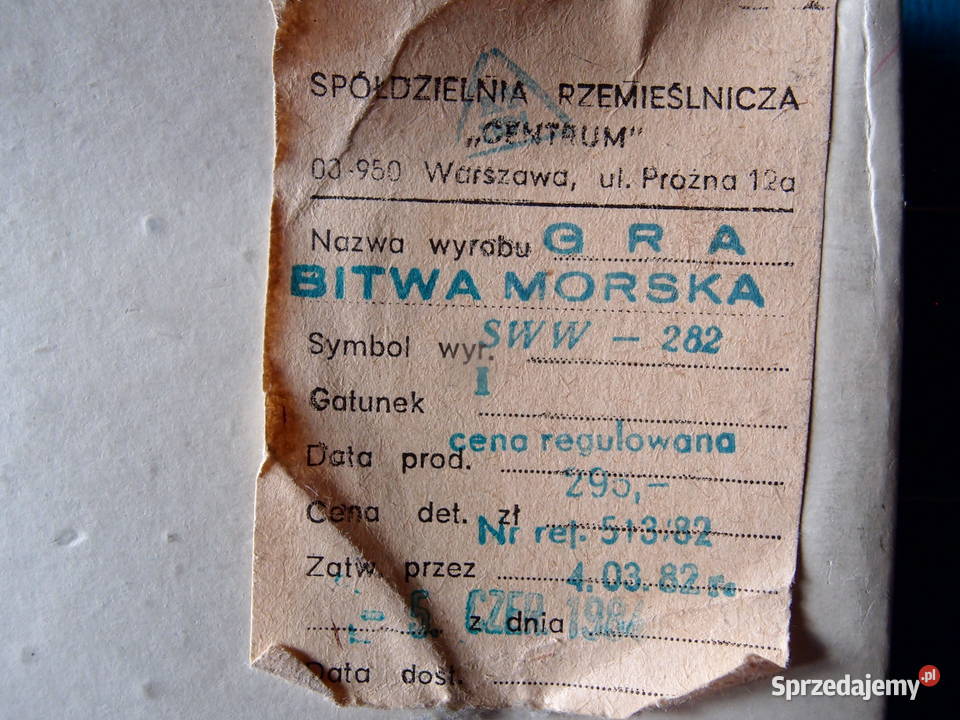 SPÓŁDZIELNIA RZEMIEŚLNICZA
„CENTRUM"
00-950 Warszawa, ul. Próżna 12a
Nazwa wyrobu GRA
BITWA MORSKA
Symbol wyr. SWW - 282
Gatunek I
cena regulowana
Data prod.
295,-
Cena det. zł
Nr rej. 513/82
Zatw. przez
4.03.82 r.
z dnia
- 5. CZER. 1984
Data dost.
Sprzedajemy.pl